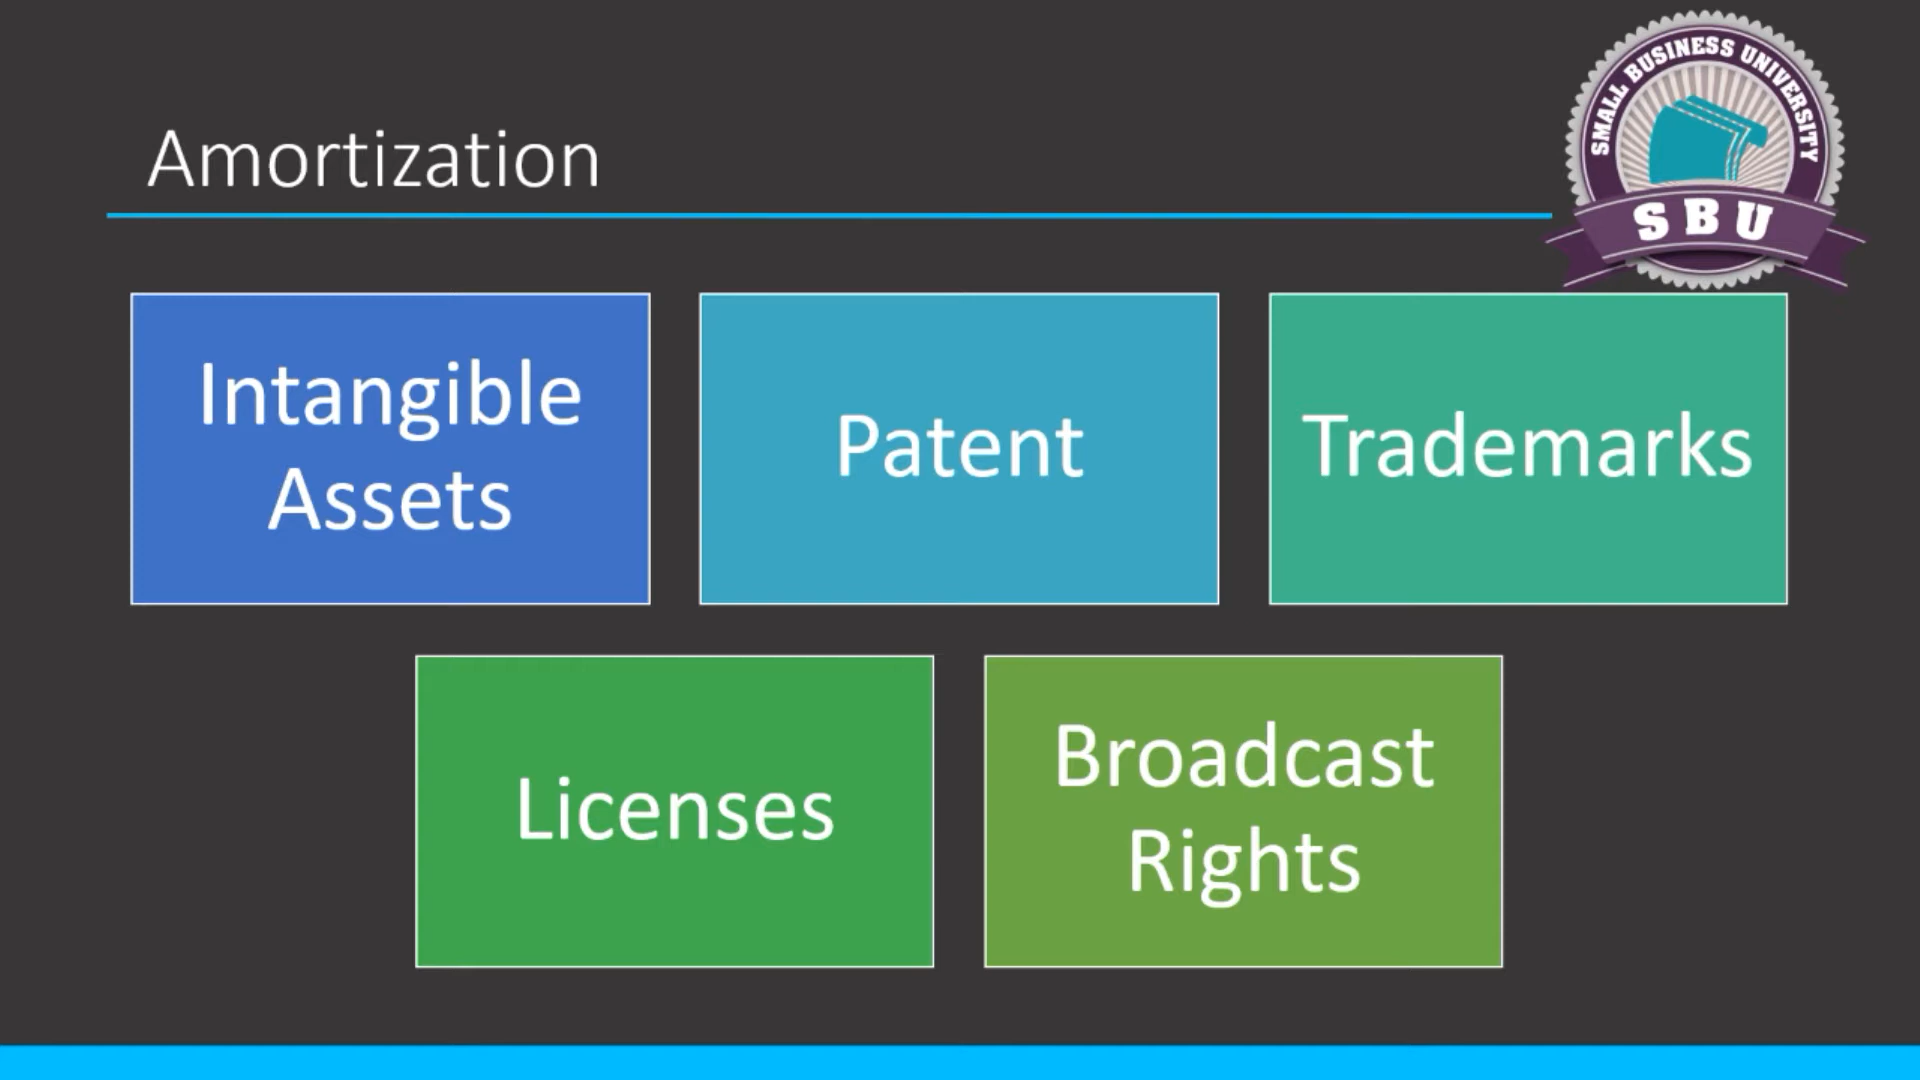 Amortization
SMALL BUSINESS UNIVERSITY
SBU
Intangible
Assets
Patent
Trademarks
Licenses
Broadcast
Rights